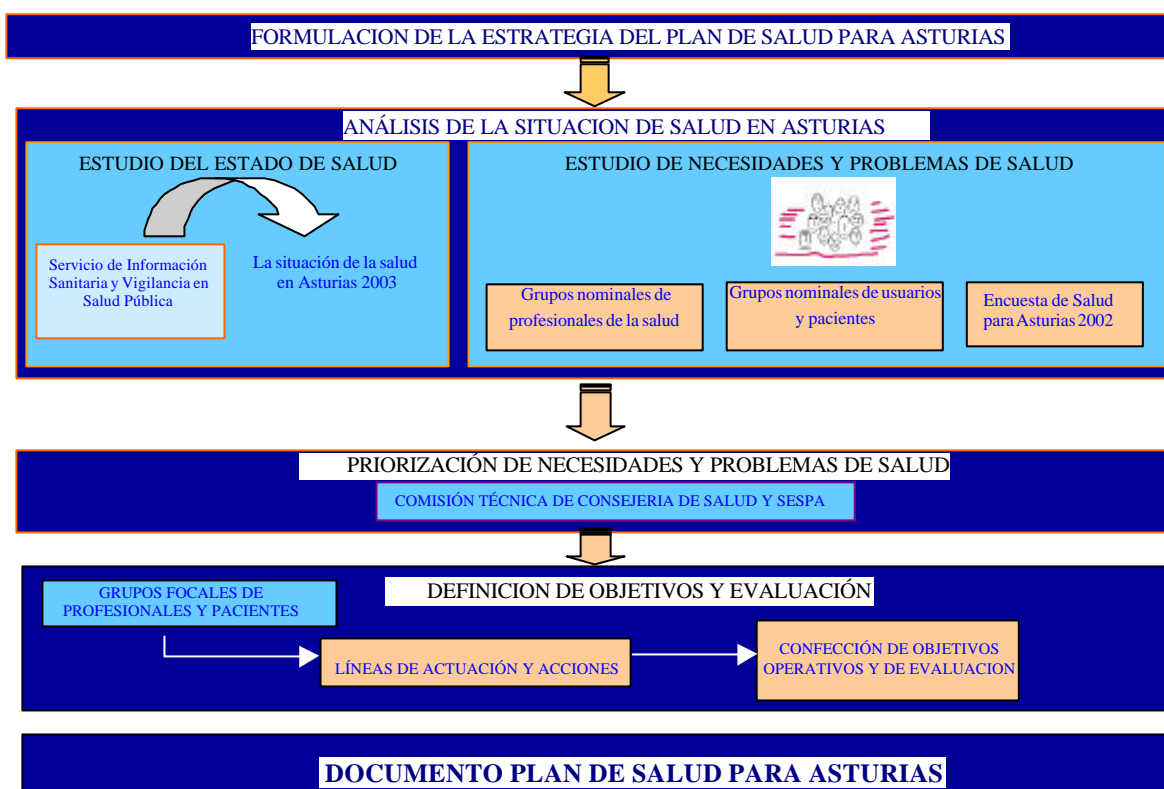 FORMULACION DE LA ESTRATEGIA DEL PLAN DE SALUD PARA ASTURIAS
ANÁLISIS DE LA SITUACION DE SALUD EN ASTURIAS
ESTUDIO DEL ESTADO DE SALUD
Servicio de Información
Sanitaria y Vigilancia en
Salud Pública
La situación de la salud
en Asturias 2003
ESTUDIO DE NECESIDADES Y PROBLEMAS DE SALUD
Grupos nominales de
profesionales de la salud
Grupos nominales de usuarios
y pacientes
Encuesta de Salud
para Asturias 2002
PRIORIZACIÓN DE NECESIDADES Y PROBLEMAS DE SALUD
COMISIÓN TÉCNICA DE CONSEJERIA DE SALUD Y SESPA
DEFINICION DE OBJETIVOS Y EVALUACIÓN
GRUPOS FOCALES DE
PROFESIONALES Y PACIENTES
LÍNEAS DE ACTUACIÓN Y ACCIONES
CONFECCIÓN DE OBJETIVOS
OPERATIVOS Y DE EVALUACION
DOCUMENTO PLAN DE SALUD PARA ASTURIAS